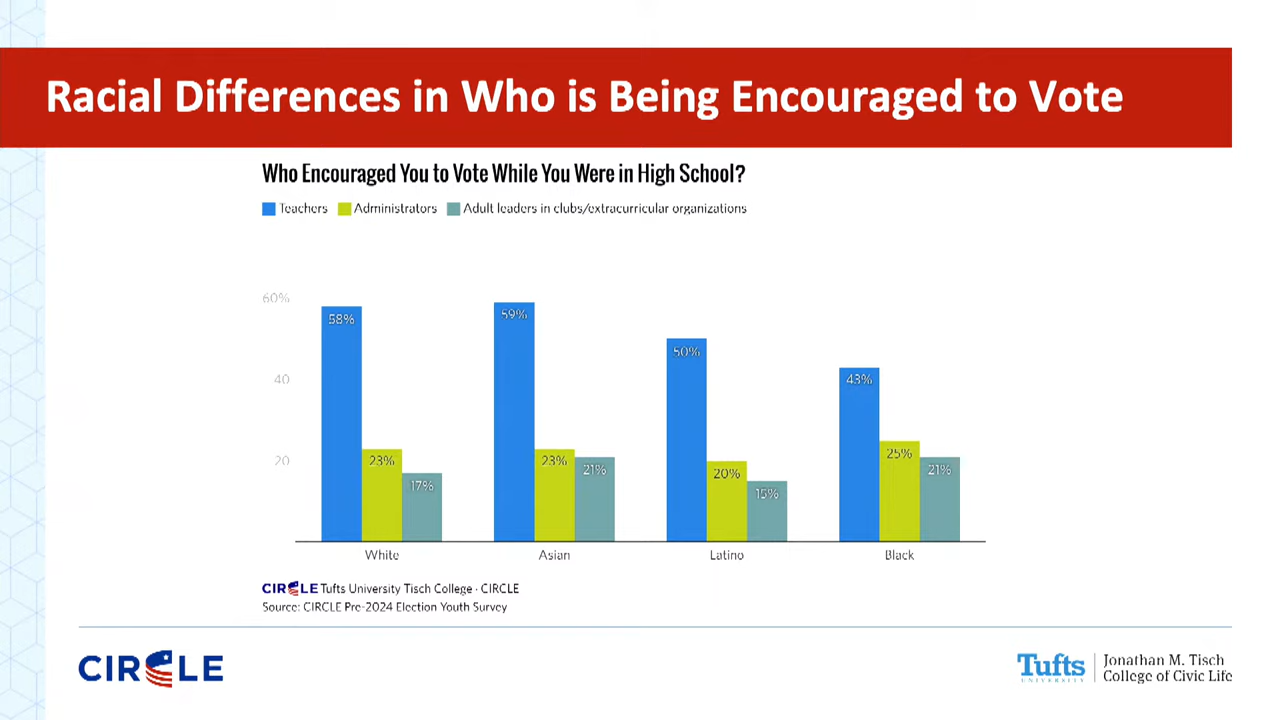 Racial Differences in Who is Being Encouraged to Vote
Who Encouraged You to Vote While You Were in High School?
Teachers Administrators Adult leaders in clubs/extracurricular organizations
60%
40
20
58%
23%
17%
59%
23%
21%
50%
20%
15%
43%
25%
21%
White Asian Latino Black
CIRCLE Tufts University Tisch College · CIRCLE
Source: CIRCLE Pre-2024 Election Youth Survey
CIRCLE
Tufts
UNIVERSITY
Jonathan M. Tisch
College of Civic Life